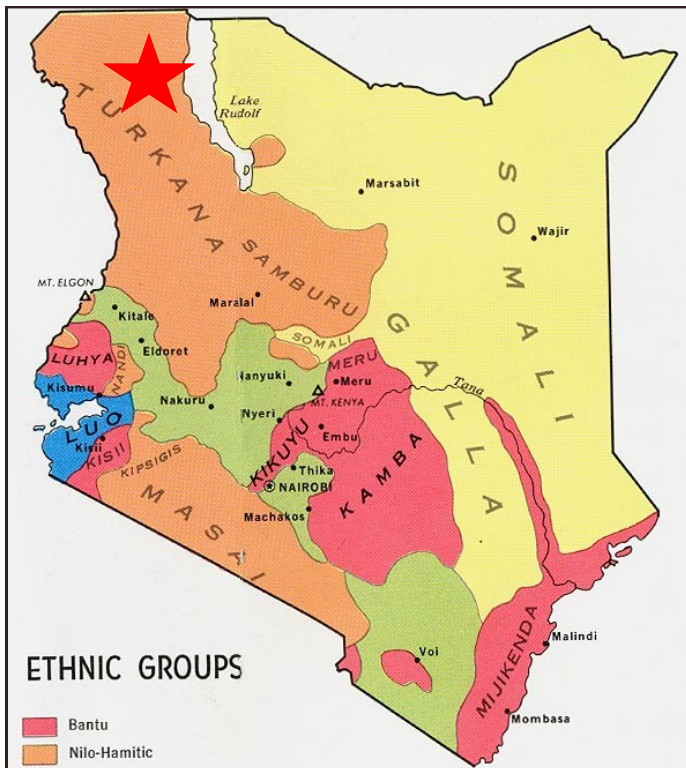 Lake
Rudolf
TURKANA
SOMALI
Marsabit
Wajir
SAMBURU
MT. ELGON
Maralal
Kitale
GALLA
SOMALI
Eldoret
LUHYA
NANDI
MERU
Nanyuki
Meru
Tana
Kisumu
MT. KENYA
Nakuru
LUO
Nyeri
Embu
Kisii
KISII
KIKUYU
KAMBA
KIPSIGIS
Thika
NAIROBI
MASAI
Machakos
MIJIKENDA
Malindi
Voi
ETHNIC GROUPS
Mombasa
Bantu
Nilo-Hamitic